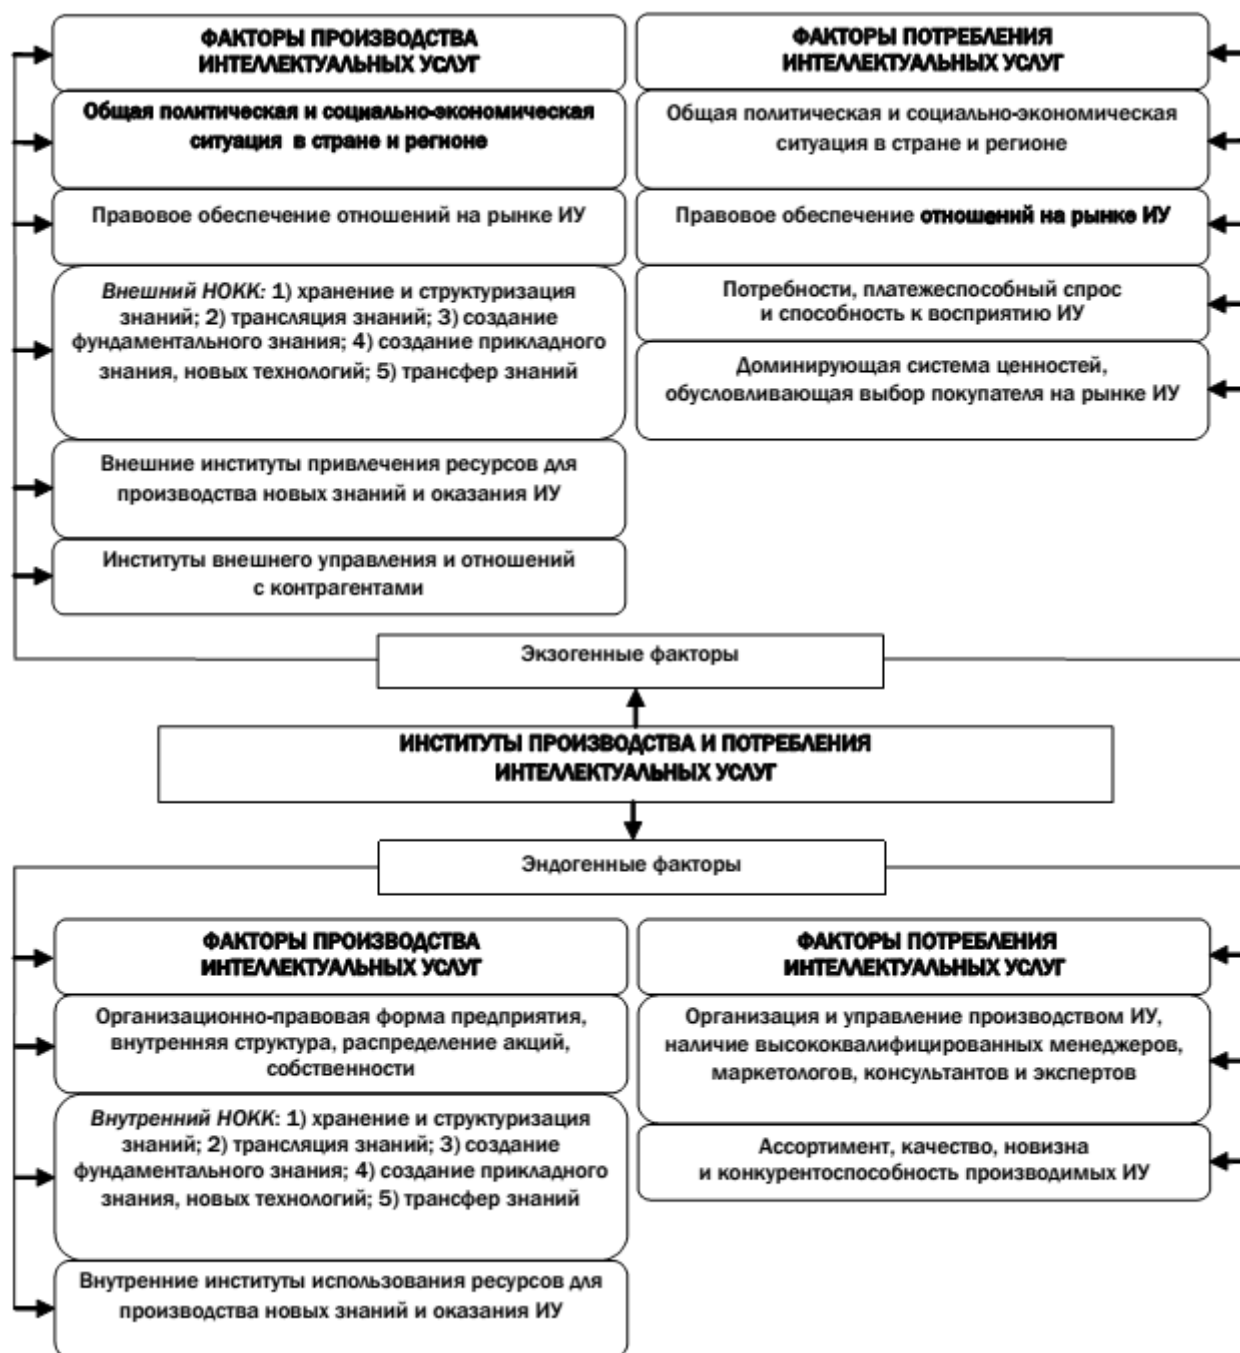 ФАКТОРЫ ПРОИЗВОДСТВА
ИНТЕЛЛЕКТУАЛЬНЫХ УСЛУГ
Общая политическая и социально-экономическая
ситуация в стране и регионе
Правовое обеспечение отношений на рынке ИУ
Внешний НОКК: 1) хранение и структуризация
знаний; 2) трансляция знаний; 3) создание
фундаментального знания; 4) создание прикладного
знания, новых технологий; 5) трансфер знаний
Внешние институты привлечения ресурсов для
производства новых знаний и оказания ИУ
Институты внешнего управления и отношений
с контрагентами
ФАКТОРЫ ПОТРЕБЛЕНИЯ
ИНТЕЛЛЕКТУАЛЬНЫХ УСЛУГ
Общая политическая и социально-экономическая
ситуация в стране и регионе
Правовое обеспечение отношений на рынке ИУ
Потребности, платежеспособный спрос
и способность к восприятию ИУ
Доминирующая система ценностей,
обусловливающая выбор покупателя на рынке ИУ
Экзогенные факторы
ИНСТИТУТЫ ПРОИЗВОДСТВА И ПОТРЕБЛЕНИЯ
ИНТЕЛЛЕКТУАЛЬНЫХ УСЛУГ
Эндогенные факторы
ФАКТОРЫ ПРОИЗВОДСТВА
ИНТЕЛЛЕКТУАЛЬНЫХ УСЛУГ
Организационно-правовая форма предприятия,
внутренняя структура, распределение акций,
собственности
Внутренний НОКК: 1) хранение и структуризация
знаний; 2) трансляция знаний; 3) создание
фундаментального знания; 4) создание прикладного
знания, новых технологий; 5) трансфер знаний
Внутренние институты использования ресурсов для
производства новых знаний и оказания ИУ
ФАКТОРЫ ПОТРЕБЛЕНИЯ
ИНТЕЛЛЕКТУАЛЬНЫХ УСЛУГ
Организация и управление производством ИУ,
наличие высококвалифицированных менеджеров,
маркетологов, консультантов и экспертов
Ассортимент, качество, новизна
и конкурентоспособность производимых ИУ